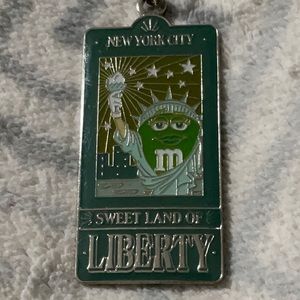 NEW YORK CITY
m
SWEET LAND OF
LIBERTY